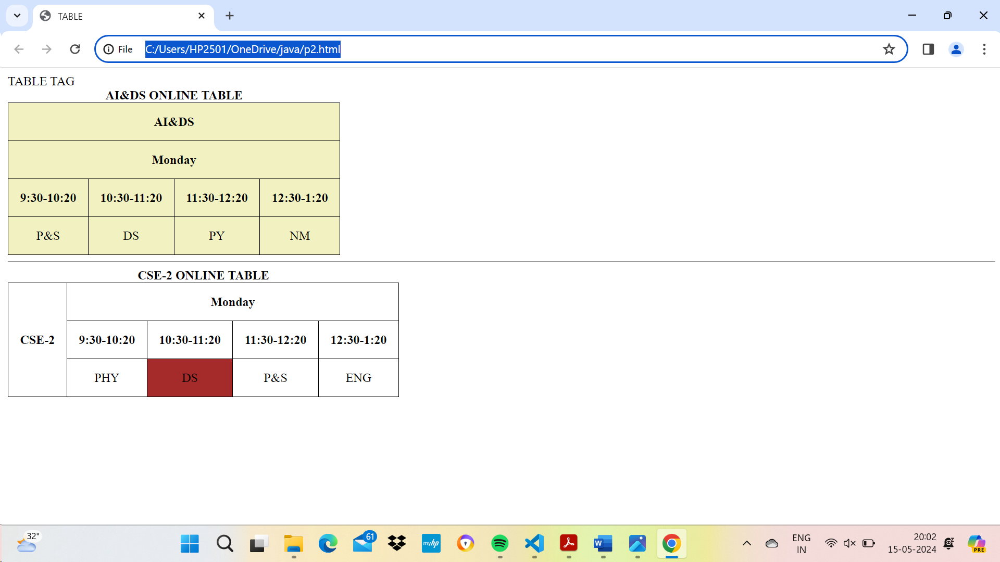 TABLE
File C:/Users/HP2501/OneDrive/java/p2.html
TABLE TAG
AI&DS ONLINE TABLE
AI&DS
Monday
9:30-10:20 10:30-11:20 11:30-12:20 12:30-1:20
P&S DS PY NM
CSE-2 ONLINE TABLE
Monday
CSE-2 9:30-10:20 10:30-11:20 11:30-12:20 12:30-1:20
PHY DS P&S ENG
32°
61
myhp
W
ENG
IN
20:02
15-05-2024
PRE